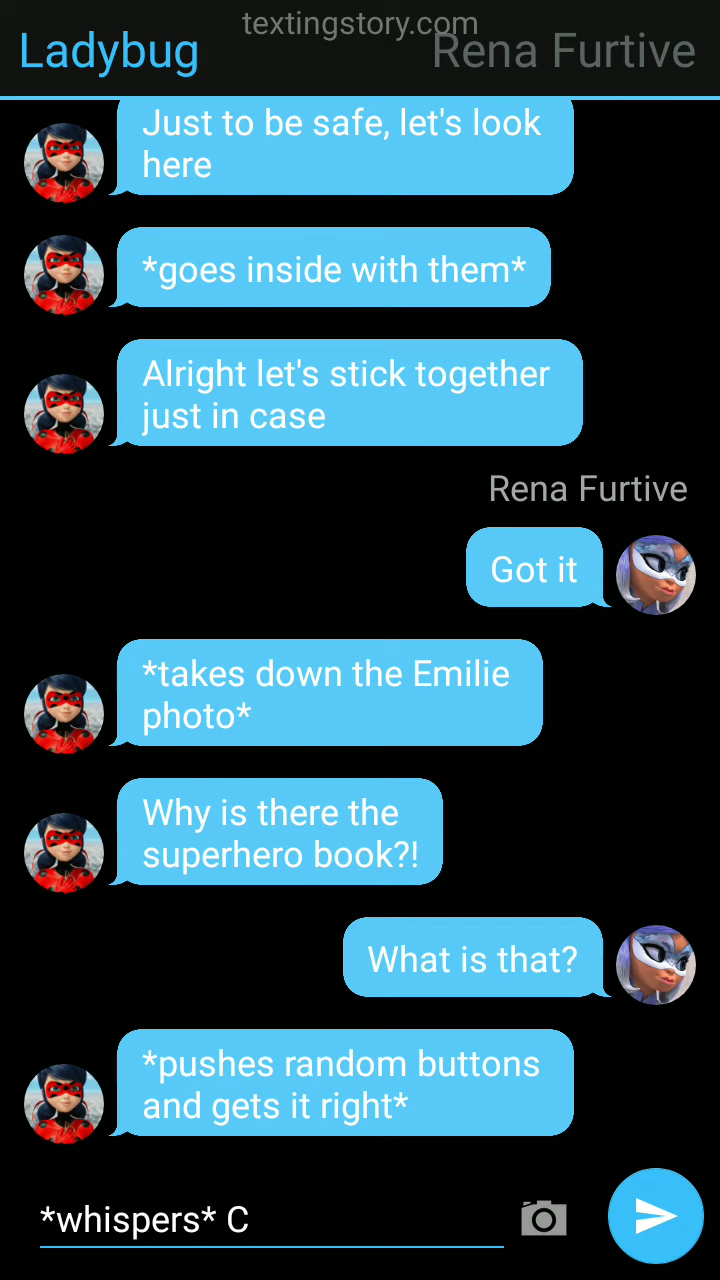 textingstory.com
Ladybug
Rena Furtive
Just to be safe, let's look
here
*goes inside with them*
Alright let's stick together
just in case
Rena Furtive
Got it
*takes down the Emilie
photo*
Why is there the
superhero book?!
What is that?
*pushes random buttons
and gets it right*
*whispers* C